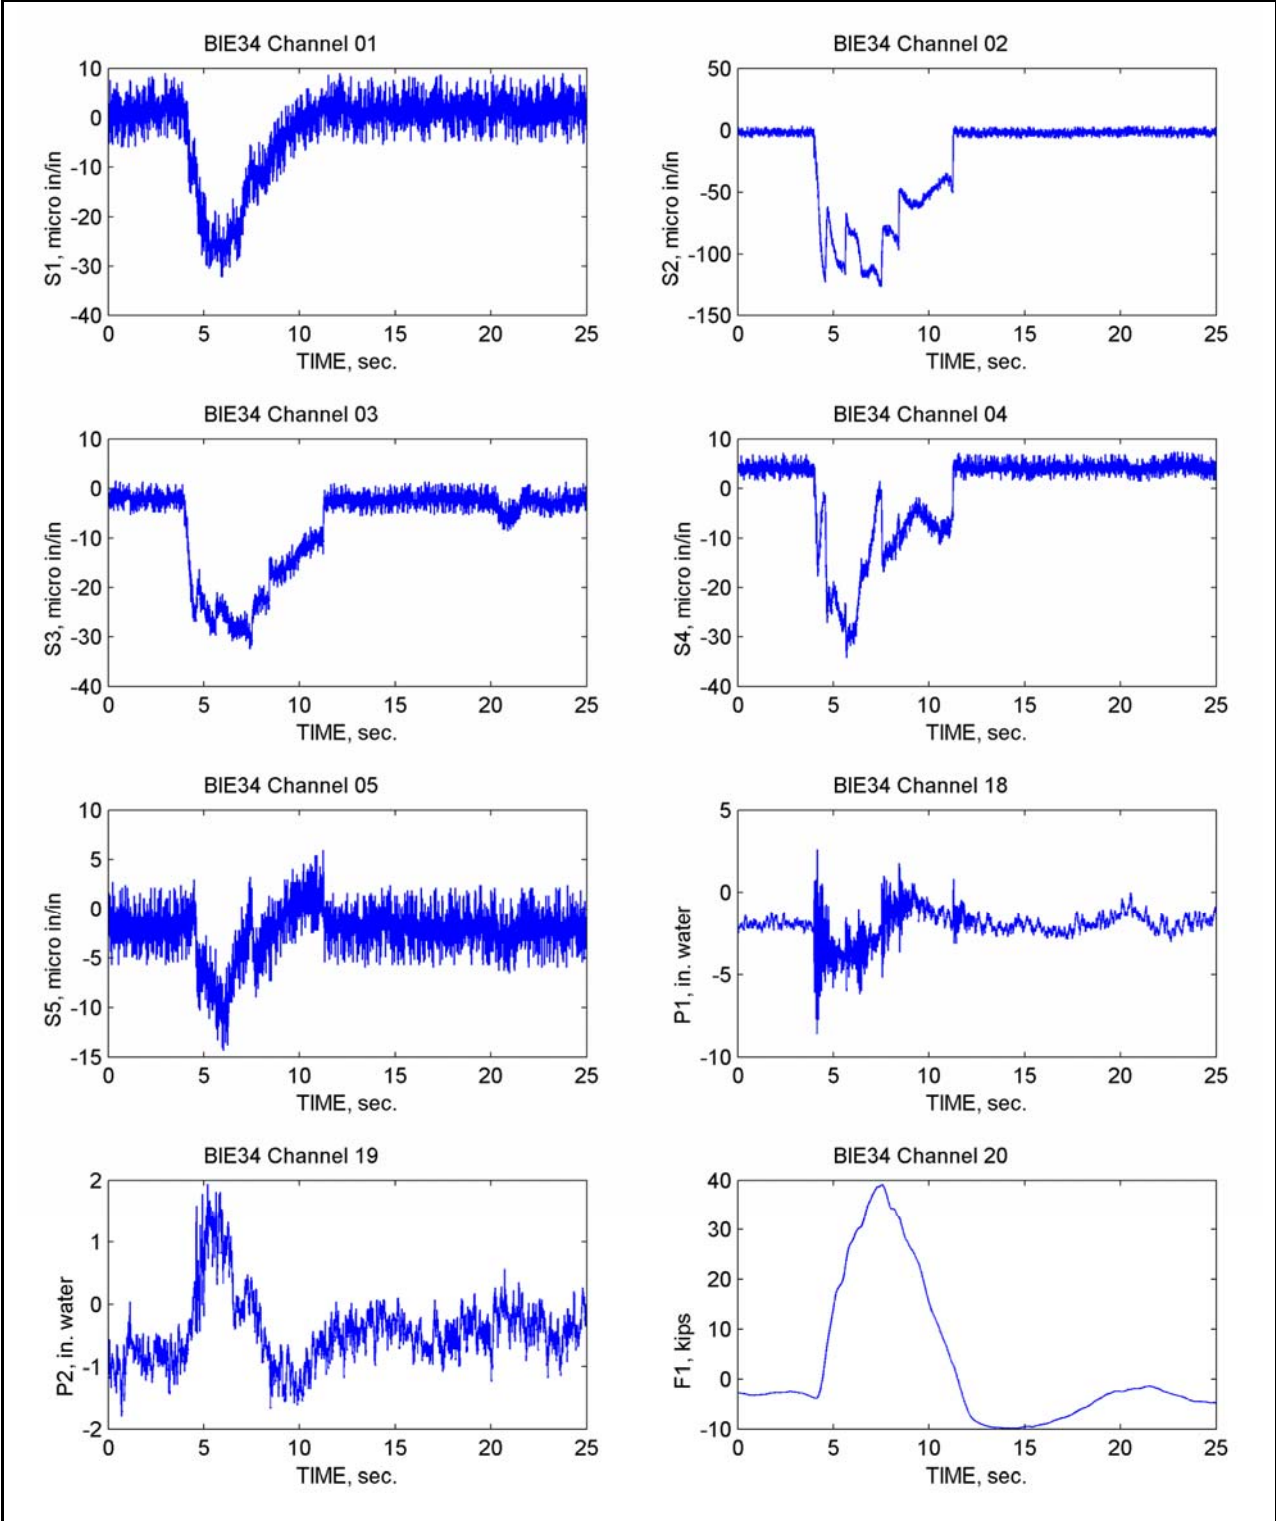 BIE34 Channel 01
10
0
-10
-20
-30
-40
S1, micro in/in
0 5 10 15 20 25
TIME, sec.
BIE34 Channel 02
50
0
-50
-100
-150
S2, micro in/in
0 5 10 15 20 25
TIME, sec.
BIE34 Channel 03
10
0
-10
-20
-30
-40
S3, micro in/in
0 5 10 15 20 25
TIME, sec.
BIE34 Channel 04
10
0
-10
-20
-30
-40
S4, micro in/in
0 5 10 15 20 25
TIME, sec.
BIE34 Channel 05
10
5
0
-5
-10
-15
S5, micro in/in
0 5 10 15 20 25
TIME, sec.
BIE34 Channel 18
5
0
-5
-10
P1, in. water
0 5 10 15 20 25
TIME, sec.
BIE34 Channel 19
2
1
0
-1
-2
P2, in. water
0 5 10 15 20 25
TIME, sec.
BIE34 Channel 20
40
30
20
10
0
-10
F1, kips
0 5 10 15 20 25
TIME, sec.